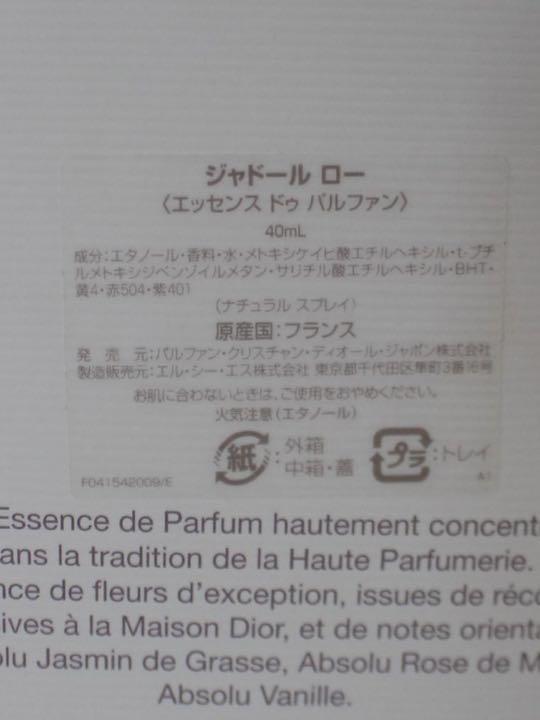 ジャドール ロー
〈エッセンス ドゥ パルファン〉
40mL
成分：エタノール・香料・水・メトキシケイヒ酸エチルヘキシル・t-ブチ
ルメトキシジベンゾイルメタン・サリチル酸エチルヘキシル・BHT・
黄4・赤504・紫401
(ナチュラル スプレイ)
原産国：フランス
発 売 元：パルファン・クリスチャン・ディオール・ジャポン株式会社
製造販売元：エル・シー・エス株式会社 東京都千代田区隼町3番16号
お肌に合わないときは、ご使用をおやめください。
火気注意(エタノール)
紙：外箱
中箱・蓋
プラ：トレイ
F041542009/E
A1
Essence de Parfum hautement concent
ans la tradition de la Haute Parfumerie.
nce de fleurs d'exception, issues de réco
sives à la Maison Dior, et de notes orienta
olu Jasmin de Grasse, Absolu Rose de M
Absolu Vanille.